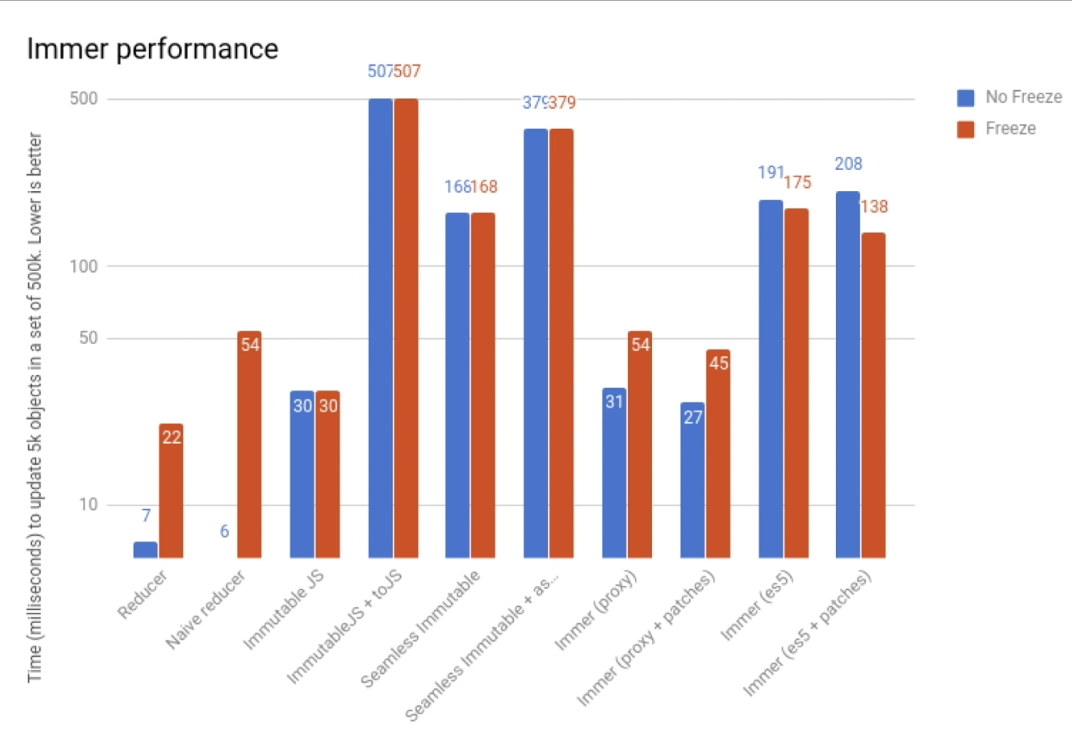 Immer performance
Time (milliseconds) to update 5k objects in a set of 500k. Lower is better
500
100
50
10
7
22
6
54
30
30
507
507
168
168
379
379
31
54
27
45
191
175
208
138
Reducer
Naive reducer
Immutable JS
ImmutableJS + toJS
Seamless Immutable
Seamless Immutable + as...
Immer (proxy)
Immer (proxy + patches)
Immer (es5)
Immer (es5 + patches)
No Freeze
Freeze